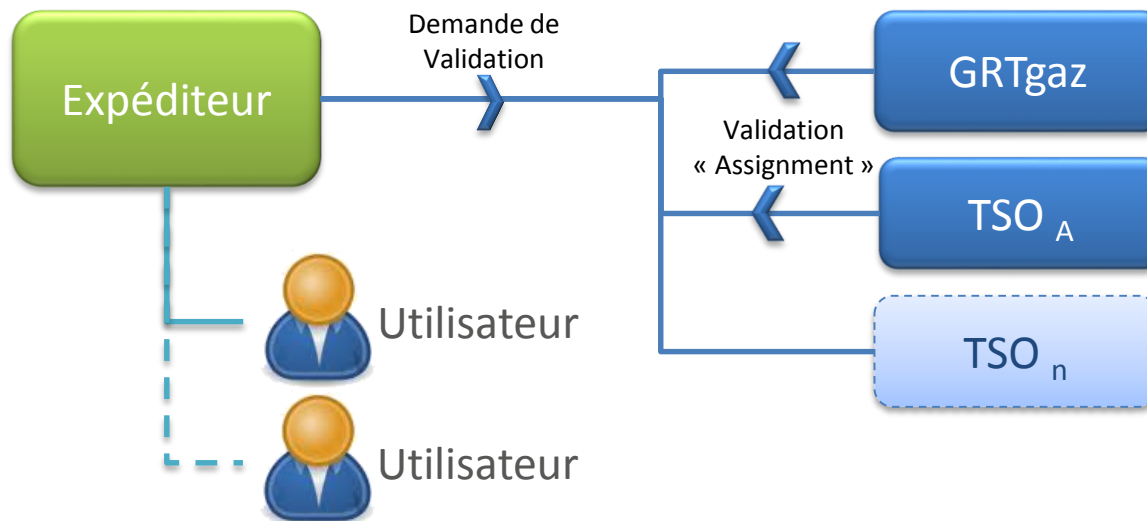 Demande de
Validation
Expéditeur
GRTgaz
Validation
« Assignment »
TSO A
Utilisateur
TSO n
Utilisateur